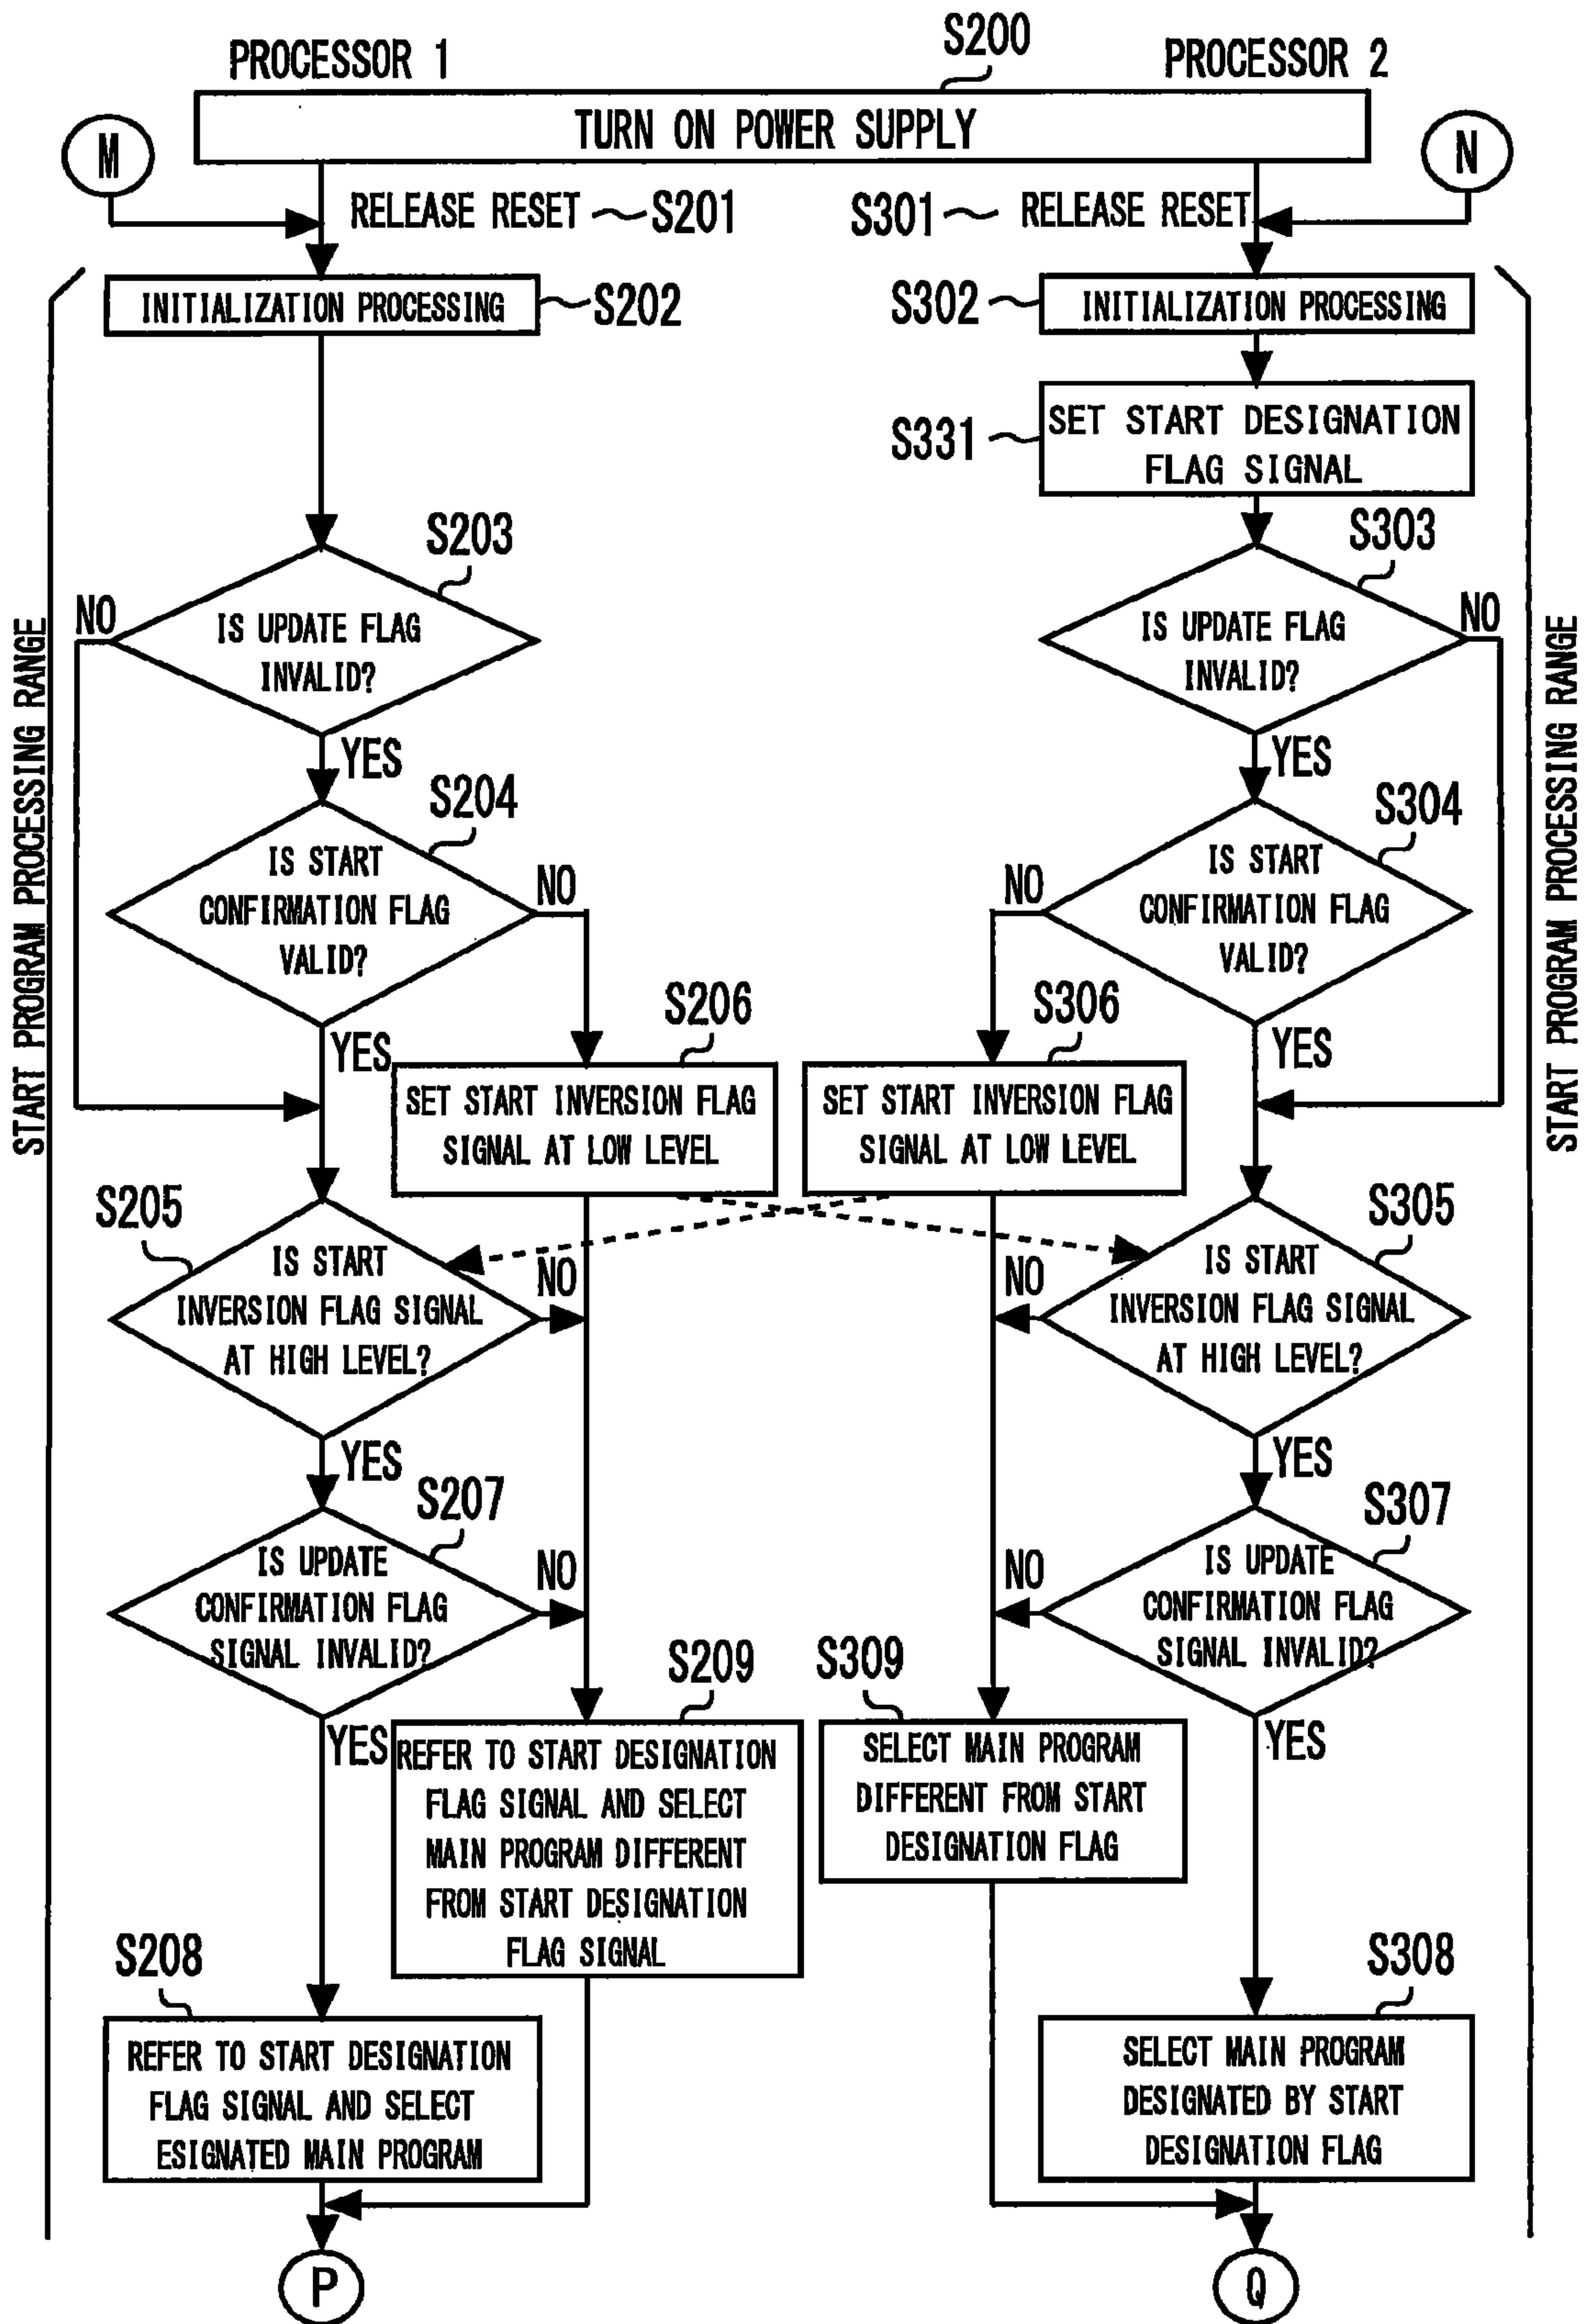 PROCESSOR 1
S200
PROCESSOR 2
TURN ON POWER SUPPLY
M
N
RELEASE RESET
S201
S301
RELEASE RESET
INITIALIZATION PROCESSING
S202
S302
INITIALIZATION PROCESSING
S331
SET START DESIGNATION
FLAG SIGNAL
S203
S303
NO
IS UPDATE FLAG
INVALID?
IS UPDATE FLAG
INVALID?
NO
START PROGRAM PROCESSING RANGE
START PROGRAM PROCESSING RANGE
YES
YES
S204
S304
IS START
CONFIRMATION FLAG
VALID?
NO
NO
IS START
CONFIRMATION FLAG
VALID?
S206
S306
YES
YES
SET START INVERSION FLAG
SIGNAL AT LOW LEVEL
SET START INVERSION FLAG
SIGNAL AT LOW LEVEL
S205
S305
IS START
INVERSION FLAG SIGNAL
AT HIGH LEVEL?
NO
NO
IS START
INVERSION FLAG SIGNAL
AT HIGH LEVEL?
YES
YES
S207
S307
IS UPDATE
CONFIRMATION FLAG
SIGNAL INVALID?
NO
NO
IS UPDATE
CONFIRMATION FLAG
SIGNAL INVALID?
S209
S309
YES
YES
REFER TO START DESIGNATION
FLAG SIGNAL AND SELECT
MAIN PROGRAM DIFFERENT
FROM START DESIGNATION
FLAG SIGNAL
SELECT MAIN PROGRAM
DIFFERENT FROM START
DESIGNATION FLAG
S208
S308
REFER TO START DESIGNATION
FLAG SIGNAL AND SELECT
ESIGNATED MAIN PROGRAM
SELECT MAIN PROGRAM
DESIGNATED BY START
DESIGNATION FLAG
P
Q